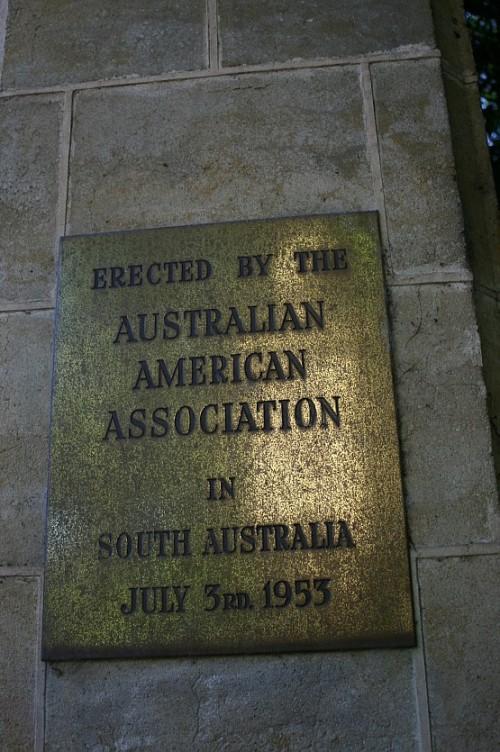 ERECTED BY THE
AUSTRALIAN
AMERICAN
ASSOCIATION
IN
SOUTH AUSTRALIA
JULY 3RD. 1953